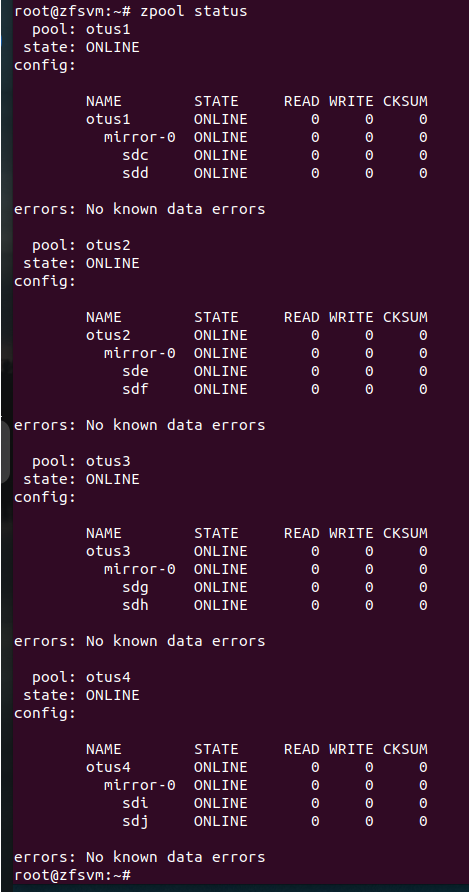 root@zfsvm:~# zpool status
  pool: otus1
 state: ONLINE
config:

        NAME        STATE     READ WRITE CKSUM
        otus1       ONLINE       0     0     0
          mirror-0  ONLINE       0     0     0
            sdc     ONLINE       0     0     0
            sdd     ONLINE       0     0     0

errors: No known data errors

  pool: otus2
 state: ONLINE
config:

        NAME        STATE     READ WRITE CKSUM
        otus2       ONLINE       0     0     0
          mirror-0  ONLINE       0     0     0
            sde     ONLINE       0     0     0
            sdf     ONLINE       0     0     0

errors: No known data errors

  pool: otus3
 state: ONLINE
config:

        NAME        STATE     READ WRITE CKSUM
        otus3       ONLINE       0     0     0
          mirror-0  ONLINE       0     0     0
            sdg     ONLINE       0     0     0
            sdh     ONLINE       0     0     0

errors: No known data errors

  pool: otus4
 state: ONLINE
config:

        NAME        STATE     READ WRITE CKSUM
        otus4       ONLINE       0     0     0
          mirror-0  ONLINE       0     0     0
            sdi     ONLINE       0     0     0
            sdj     ONLINE       0     0     0

errors: No known data errors
root@zfsvm:~#